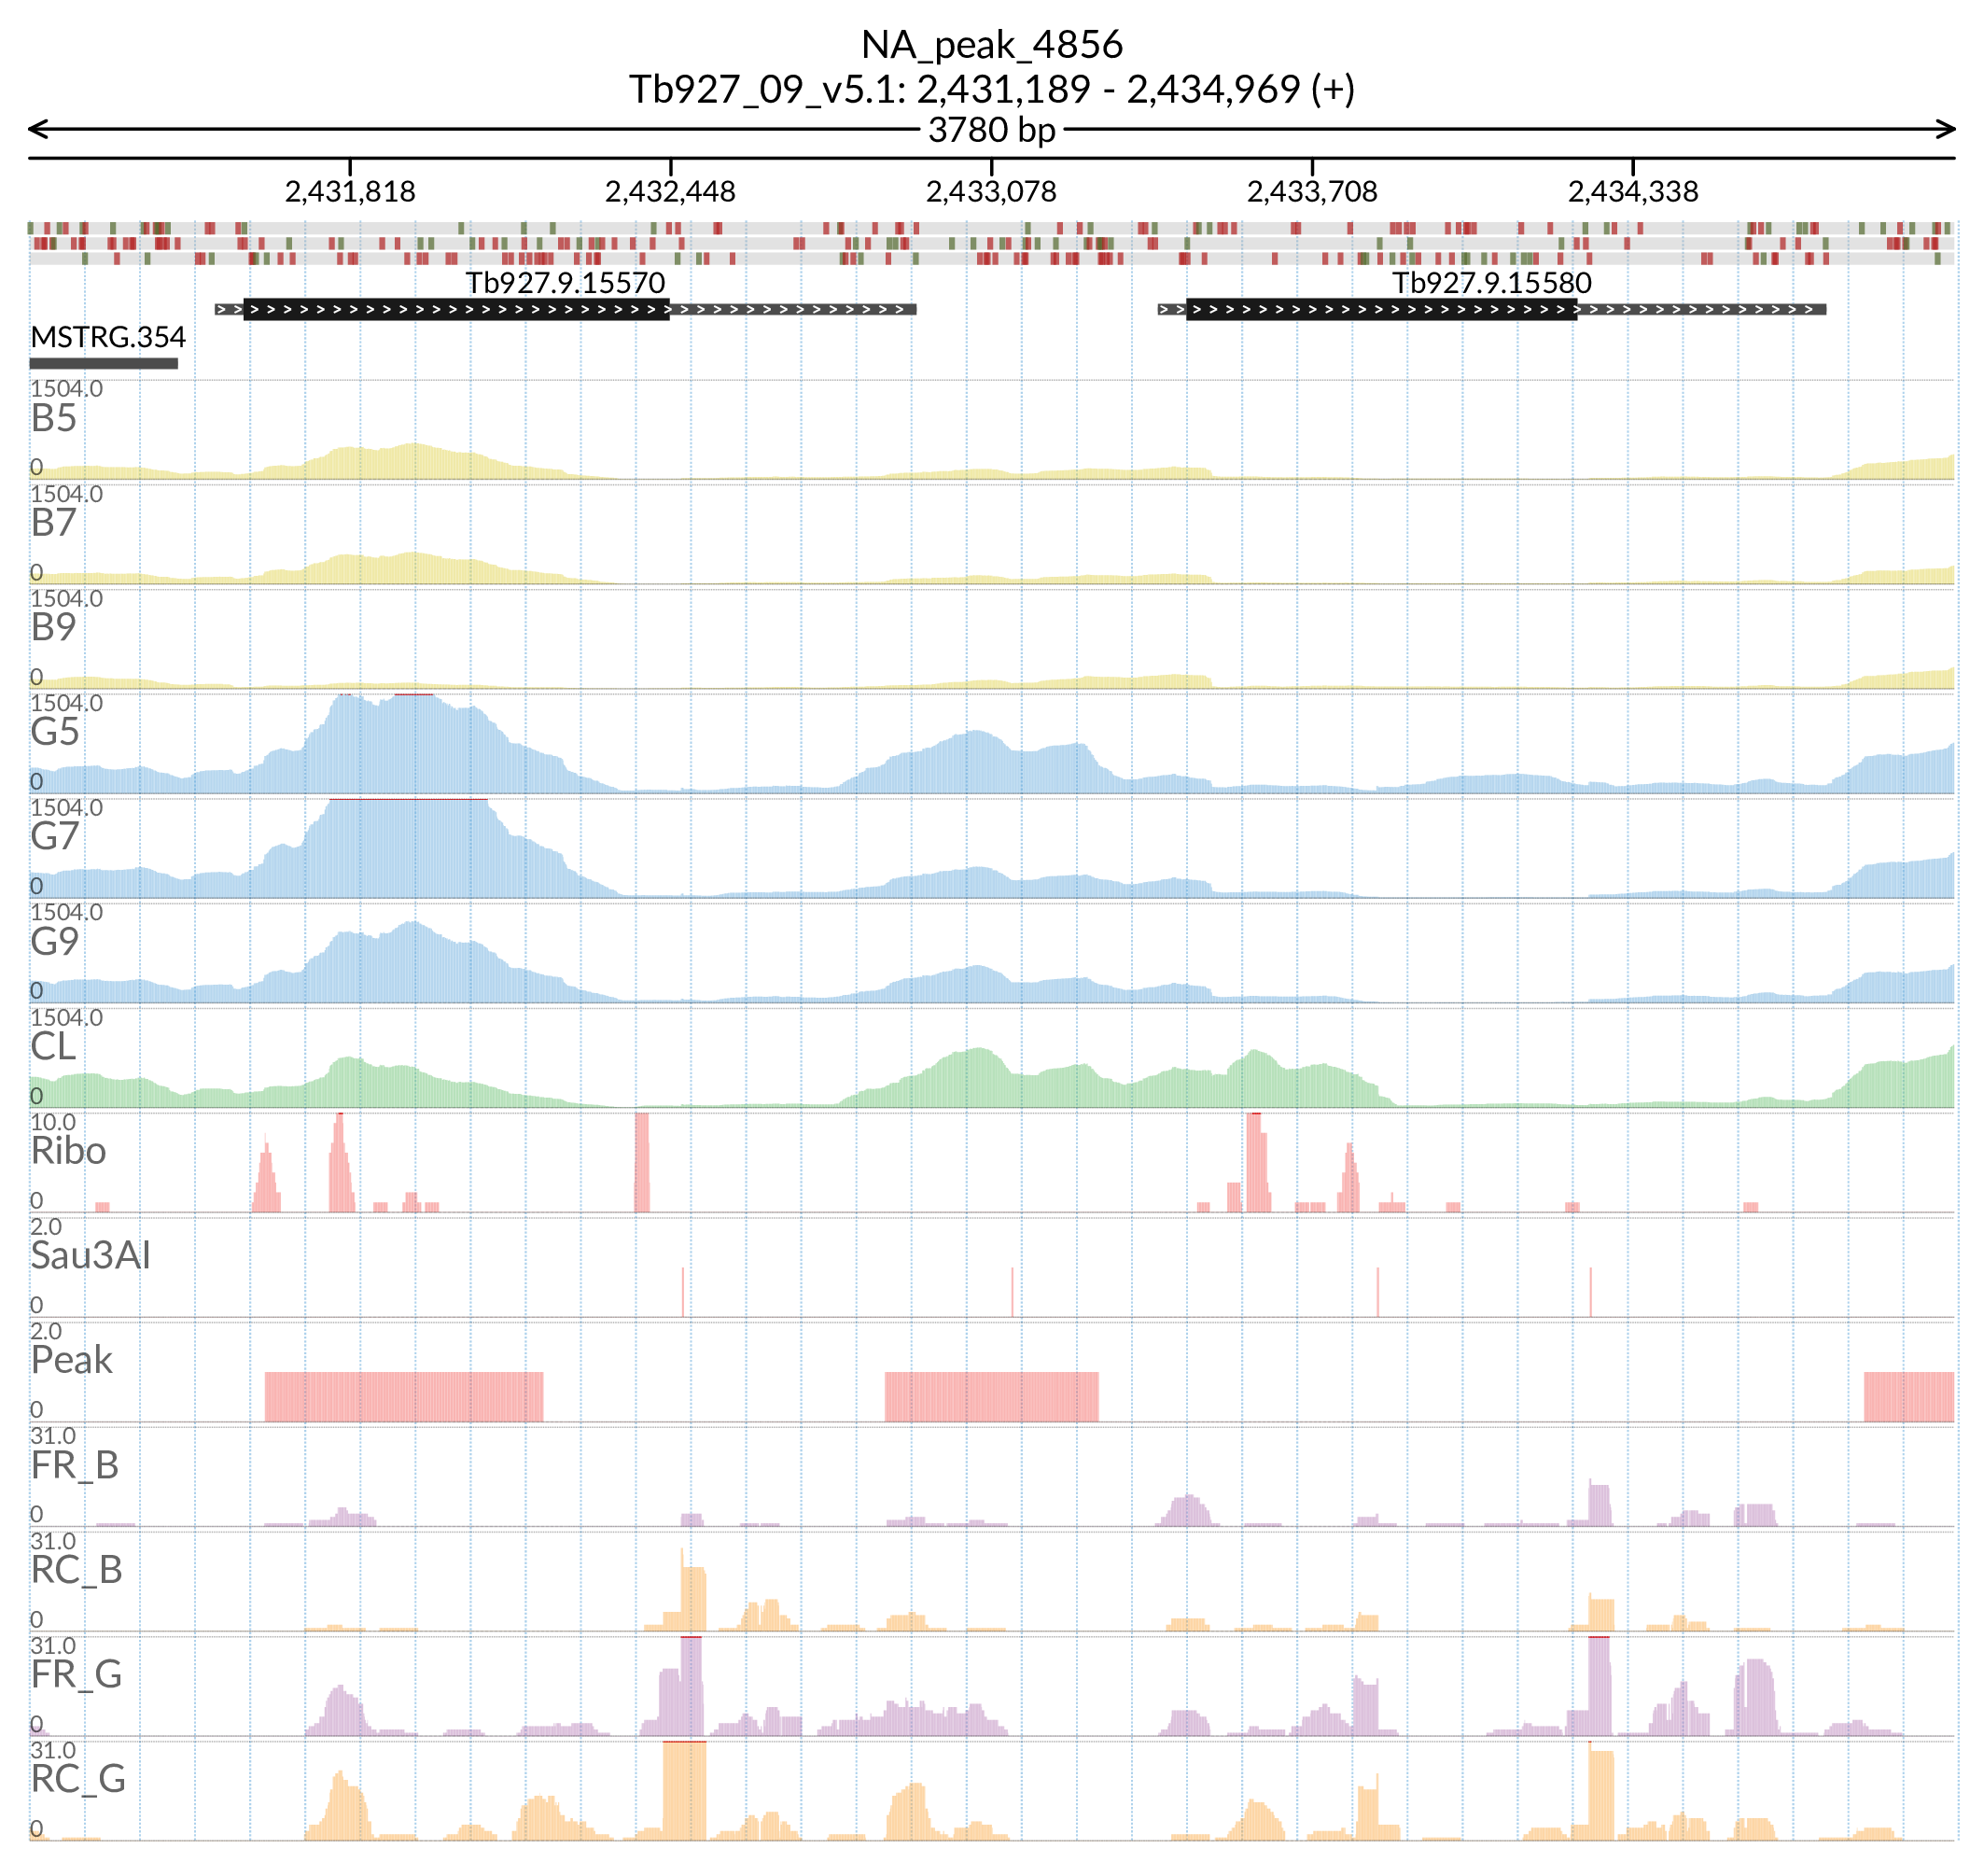 NA_peak_4856
Tb927_09_v5.1: 2,431,189 - 2,434,969 (+)
3780 bp
2,431,818 2,432,448 2,433,078 2,433,708 2,434,338
Tb927.9.15570 Tb927.9.15580
MSTRG.354
1504.0
B5
0
1504.0
B7
0
1504.0
B9
0
1504.0
G5
0
1504.0
G7
0
1504.0
G9
0
1504.0
CL
0
10.0
Ribo
0
2.0
Sau3AI
0
2.0
Peak
0
31.0
FR_B
0
31.0
RC_B
0
31.0
FR_G
0
31.0
RC_G
0